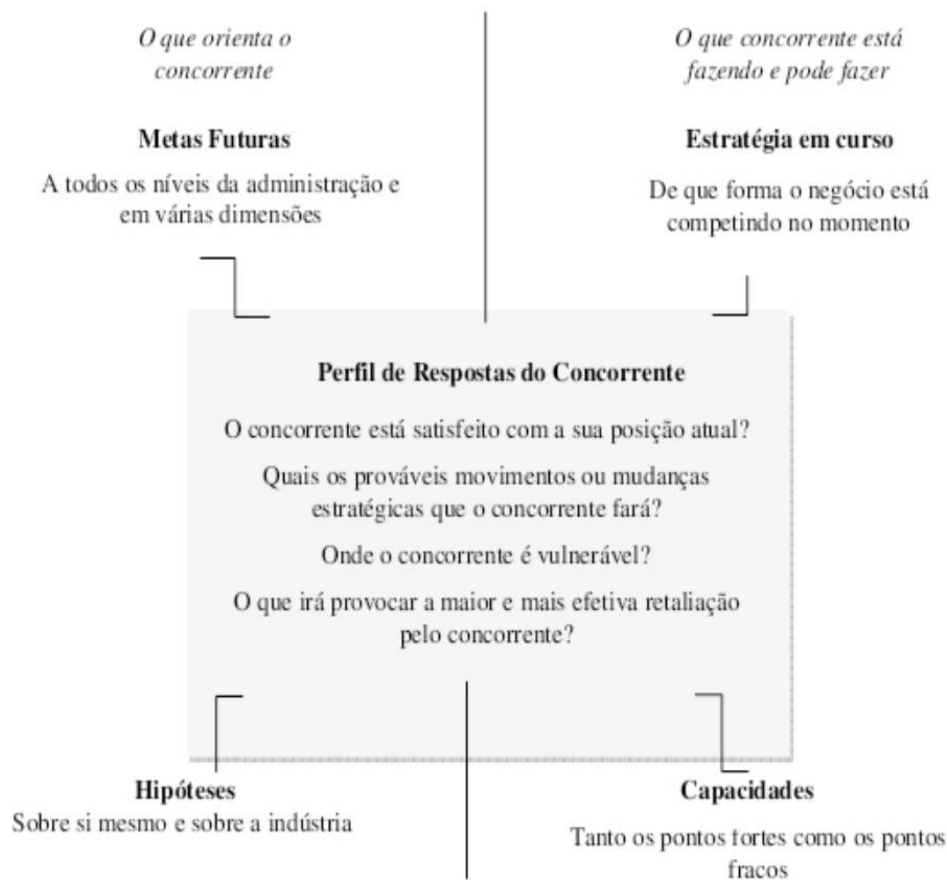 O que orienta o
concorrente
Metas Futuras
A todos os níveis da administração e
em várias dimensões
O que concorrente está
fazendo e pode fazer
Estratégia em curso
De que forma o negócio está
competindo no momento
Perfil de Respostas do Concorrente
O concorrente está satisfeito com a sua posição atual?
Quais os prováveis movimentos ou mudanças
estratégicas que o concorrente fará?
Onde o concorrente é vulnerável?
O que irá provocar a maior e mais efetiva retaliação
pelo concorrente?
Hipóteses
Sobre si mesmo e sobre a indústria
Capacidades
Tanto os pontos fortes como os pontos
fracos